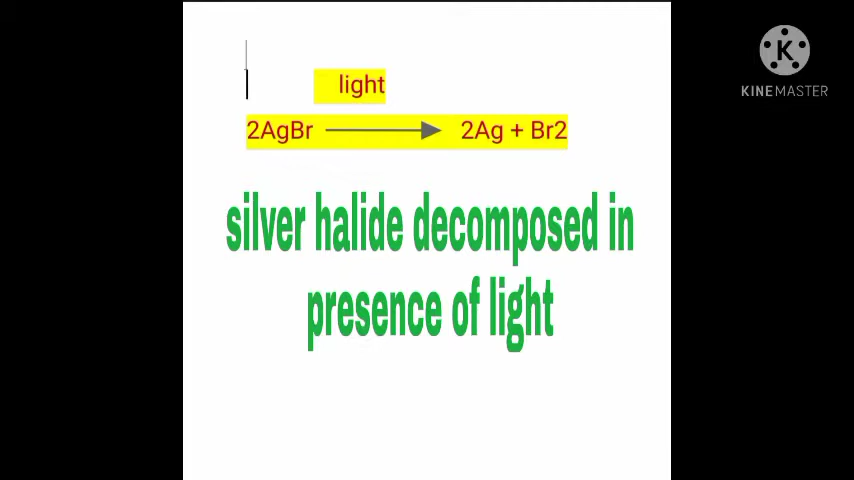 light
2AgBr 2Ag + Br2
silver halide decomposed in
presence of light
K
KINEMASTER